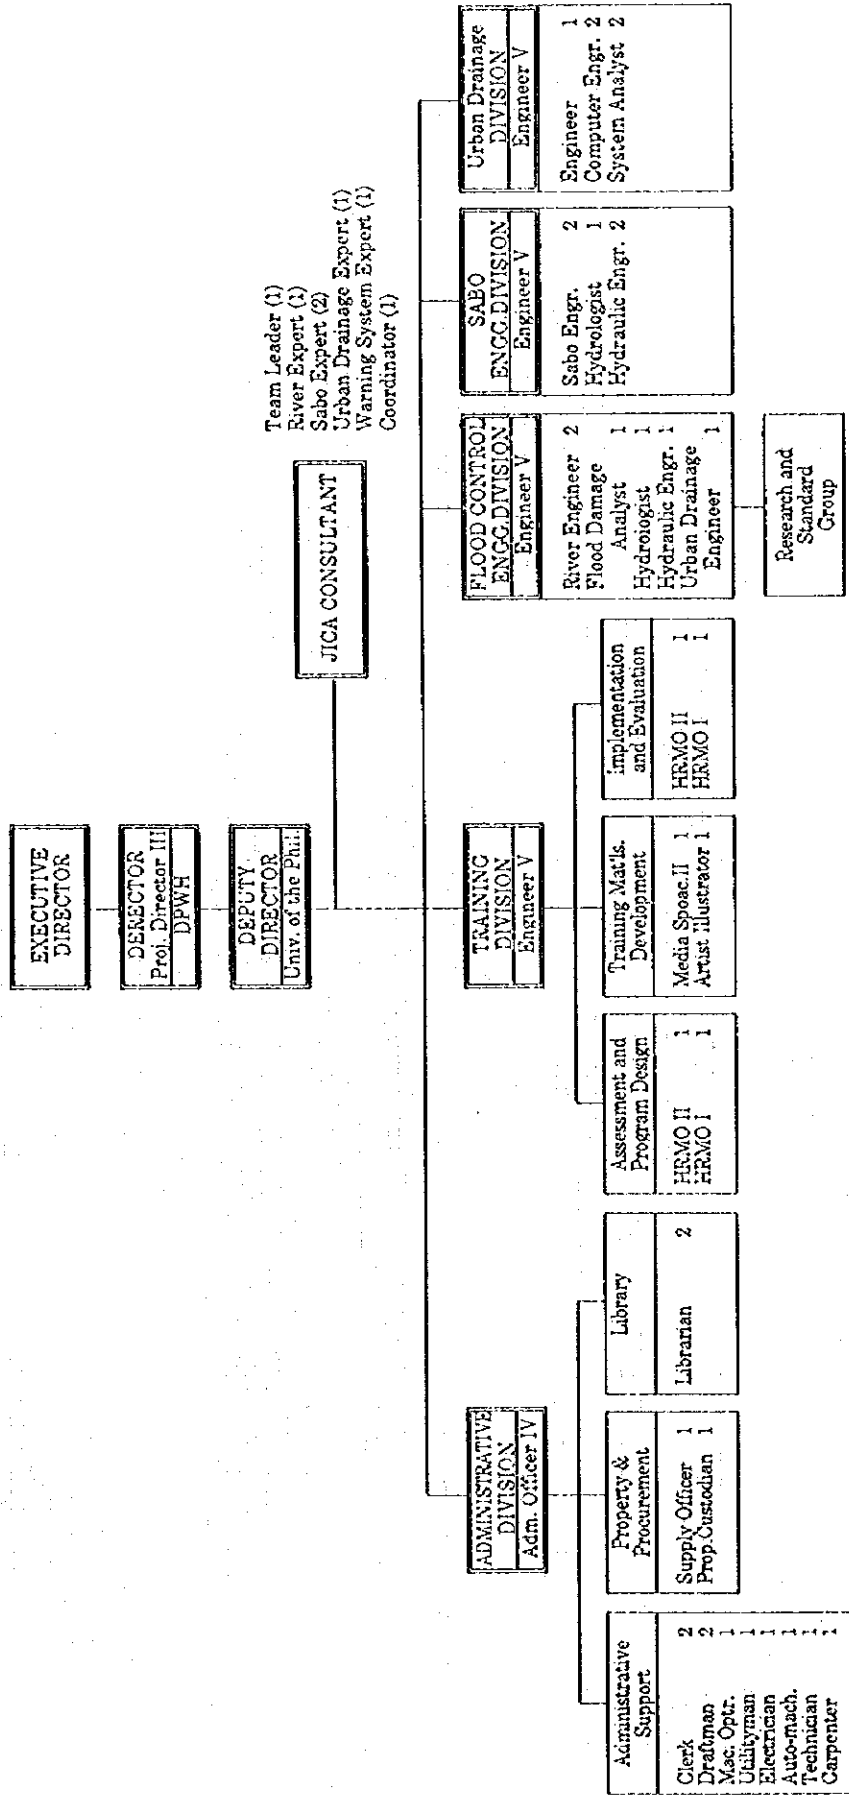 EXECUTIVE
DIRECTOR
DERECTOR
Proj. Director III
DPWH
DEPUTY
DIRECTOR
Univ. of the Phil.
JICA CONSULTANT
Team Leader (1)
River Expert (1)
Sabo Expert (2)
Urban Drainage Expert (1)
Warning System Expert (1)
Coordinator (1)
ADMINISTRATIVE
DIVISION
Adm. Officer IV
Administrative
Support
Clerk 2
Draftman 2
Mac. Optr. 1
Utilityman 1
Electrician 1
Auto-mach. 1
Technician 1
Carpenter 1
Property &
Procurement
Supply Officer 1
Prop.Custodian 1
Library
Librarian 2
TRAINING
DIVISION
Engineer V
Assessment and
Program Design
HRMO II 1
HRMO I 1
Training Mat'ls.
Development
Media Spoac.II 1
Artist Illustrator 1
Implementation
and Evaluation
HRMO II 1
HRMO I 1
FLOOD CONTROL
ENGG.DIVISION
Engineer V
River Engineer 2
Flood Damage
Analyst 1
Hydrologist 1
Hydraulic Engr. 1
Urban Drainage
Engineer 1
Research and
Standard
Group
SABO
ENGG.DIVISION
Engineer V
Sabo Engr. 2
Hydrologist 1
Hydraulic Engr. 2
Urban Drainage
DIVISION
Engineer V
Engineer 1
Computer Engr. 2
System Analyst 2